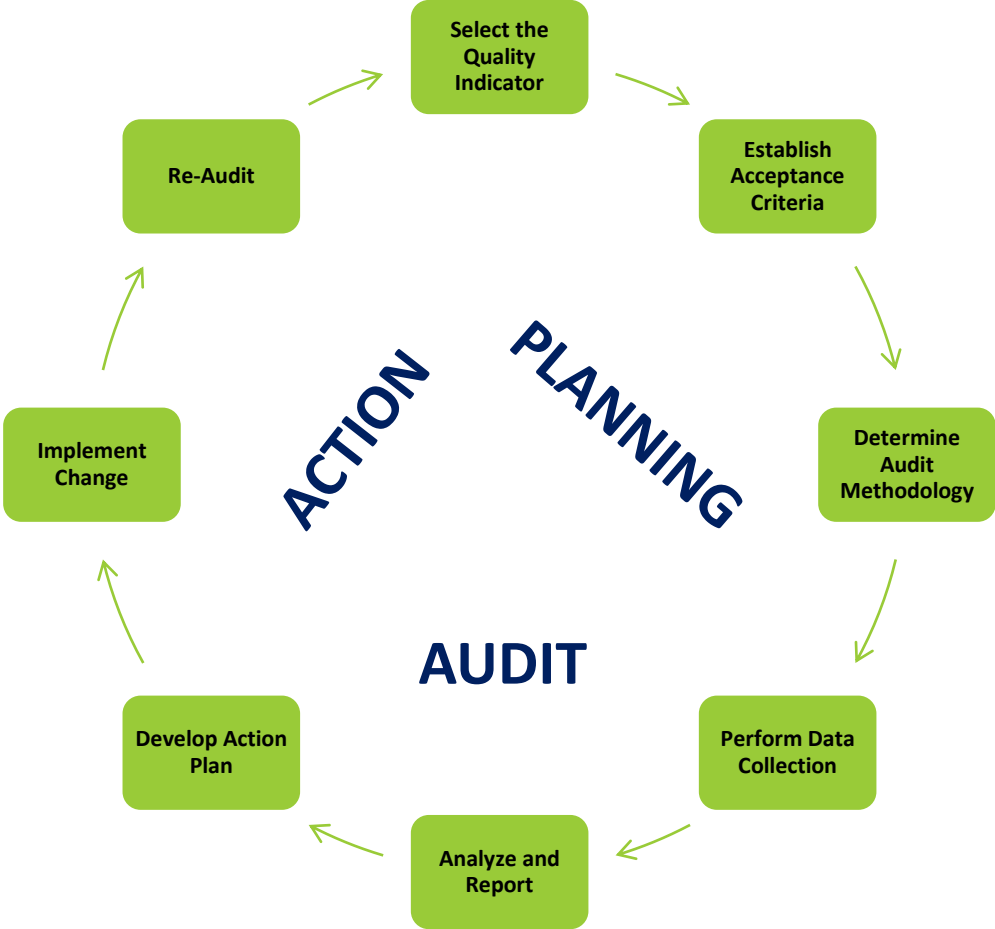 Select the
Quality
Indicator
Establish
Acceptance
Criteria
Determine
Audit
Methodology
Perform Data
Collection
Analyze and
Report
Develop Action
Plan
Implement
Change
Re-Audit
PLANNING
AUDIT
ACTION